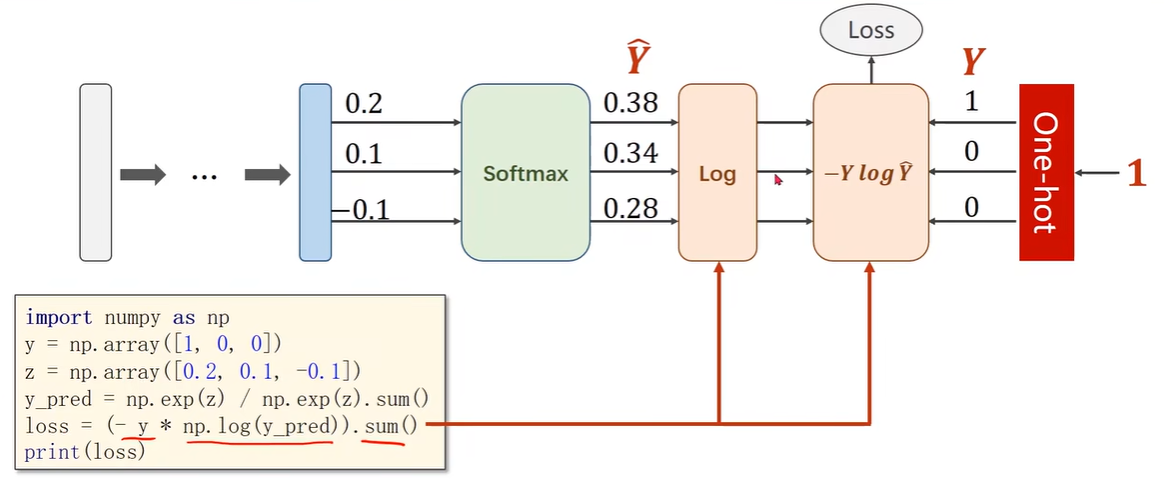 Loss
Ŷ
Y
0.2
0.38
1
0.1
0.34
0
−0.1
0.28
0
...
Softmax
Log
−Y log Ŷ
One-hot
1
import numpy as np
y = np.array([1, 0, 0])
z = np.array([0.2, 0.1, -0.1])
y_pred = np.exp(z) / np.exp(z).sum()
loss = (- y * np.log(y_pred)).sum()
print(loss)